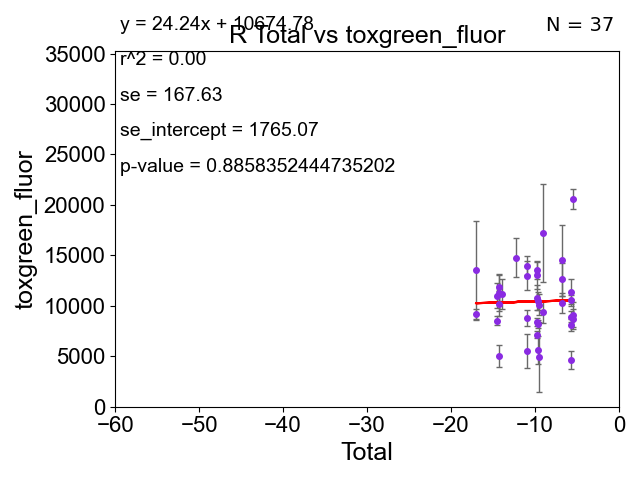 y = 24.24x + 10674.78
N = 37
R Total vs toxgreen_fluor
r^2 = 0.00
se = 167.63
se_intercept = 1765.07
p-value = 0.8858352444735202
35000
30000
25000
20000
15000
10000
5000
0
toxgreen_fluor
−60 −50 −40 −30 −20 −10 0
Total